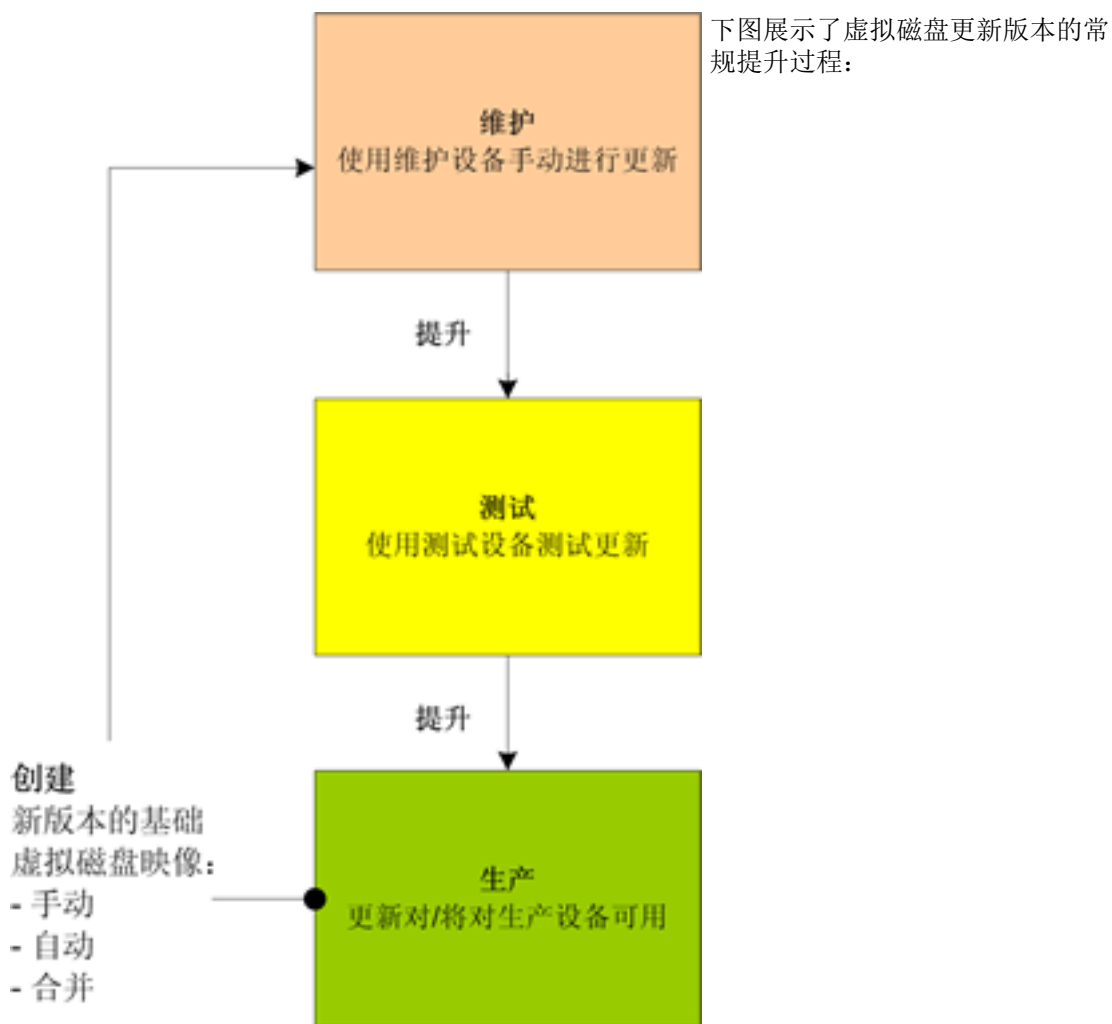 下图展示了虚拟磁盘更新版本的常
规提升过程：
维护
使用维护设备手动进行更新
提升
测试
使用测试设备测试更新
提升
创建
新版本的基础
虚拟磁盘映像：
- 手动
- 自动
- 合并
生产
更新对/将对生产设备可用